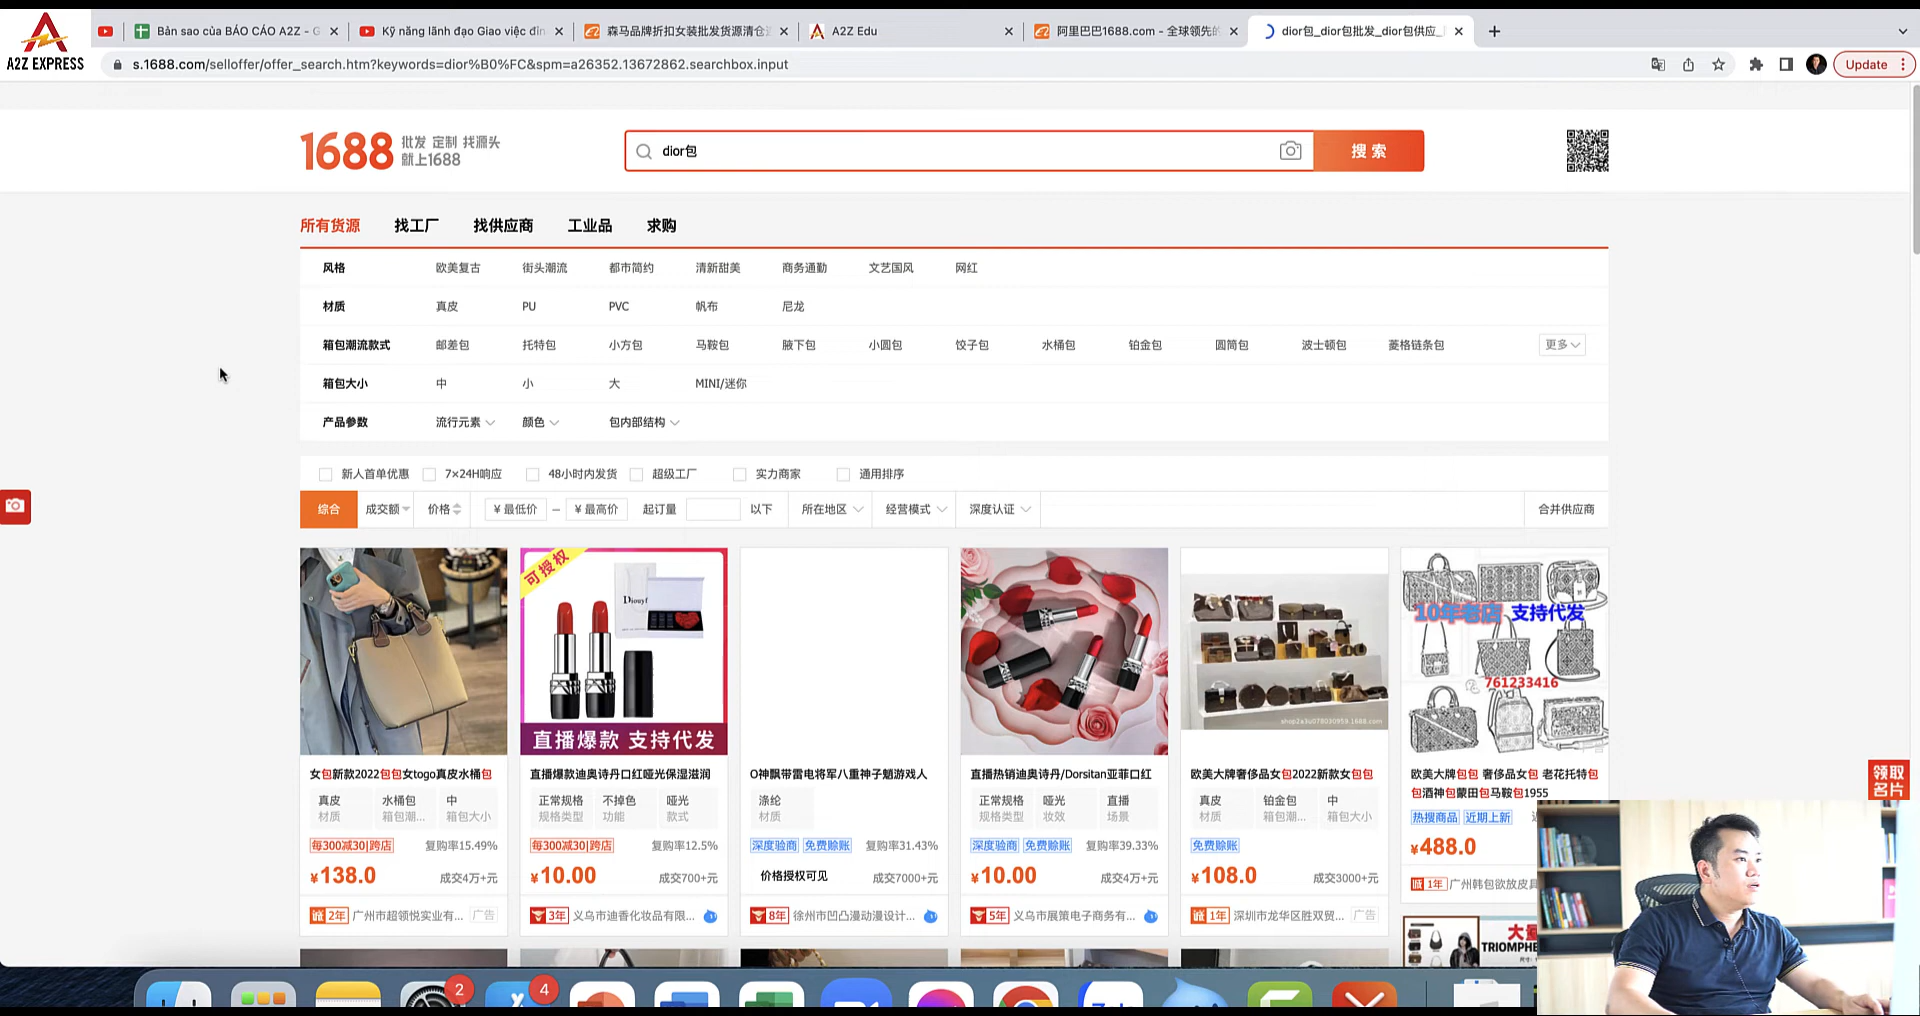 A2Z EXPRESS
Bản sao của BÁO CÁO A2Z - G
Kỹ năng lãnh đạo Giao việc đỉn
森马品牌折扣女装批发货源清仓
A2Z Edu
阿里巴巴1688.com - 全球领先的
dior包_dior包批发_dior包供应_
s.1688.com/selloffer/offer_search.htm?keywords=dior%B0%FC&spm=a26352.13672862.searchbox.input
Update
1688
批发 定制 找源头
就上1688
dior包
搜 索
所有货源 找工厂 找供应商 工业品 求购
风格 欧美复古 街头潮流 都市简约 清新甜美 商务通勤 文艺国风 网红
材质 真皮 PU PVC 帆布 尼龙
箱包潮流款式 邮差包 托特包 小方包 马鞍包 腋下包 小圆包 饺子包 水桶包 铂金包 圆筒包 波士顿包 菱格链条包 更多
箱包大小 中 小 大 MINI/迷你
产品参数 流行元素 颜色 包内部结构
新人首单优惠 7×24H响应 48小时内发货 超级工厂 实力商家 通用排序
综合 成交额 价格 ¥ 最低价 – ¥ 最高价 起订量 以下 所在地区 经营模式 深度认证 合并供应商
可授权
Diouyf
直播爆款 支持代发
shop2a3u078030959.1688.com
10年老店 支持代发
761233416
女包新款2022包包女togo真皮水桶包
真皮 水桶包 中
材质 箱包潮... 箱包大小
每300减30|跨店 复购率15.49%
¥138.0 成交4万+元
2年 广州市超领悦实业有... 广告
直播爆款迪奥诗丹口红哑光保湿滋润
正常规格 不掉色 哑光
规格类型 功能 款式
每300减30|跨店 复购率12.5%
¥10.00 成交700+元
3年 义乌市迪香化妆品有限...
O神飘带雷电将军八重神子魈游戏人
涤纶
材质
深度验商 免费赊账 复购率31.43%
价格授权可见 成交7000+元
8年 徐州市凹凸漫动漫设计...
直播热销迪奥诗丹/Dorsitan亚菲口红
正常规格 哑光 直播
规格类型 妆效 场景
深度验商 免费赊账 复购率39.33%
¥10.00 成交4万+元
5年 义乌市展策电子商务有...
欧美大牌奢侈品女包2022新款女包包
真皮 铂金包 中
材质 箱包潮... 箱包大小
免费赊账
¥108.0 成交3000+元
1年 深圳市龙华区胜双贸... 广告
欧美大牌包包 奢侈品女包 老花托特包
包酒神包蒙田包马鞍包1955
热搜商品 近期上新
¥488.0
1年 广州韩包欲放皮具
领取
名片
TRIOMPHE
2
4